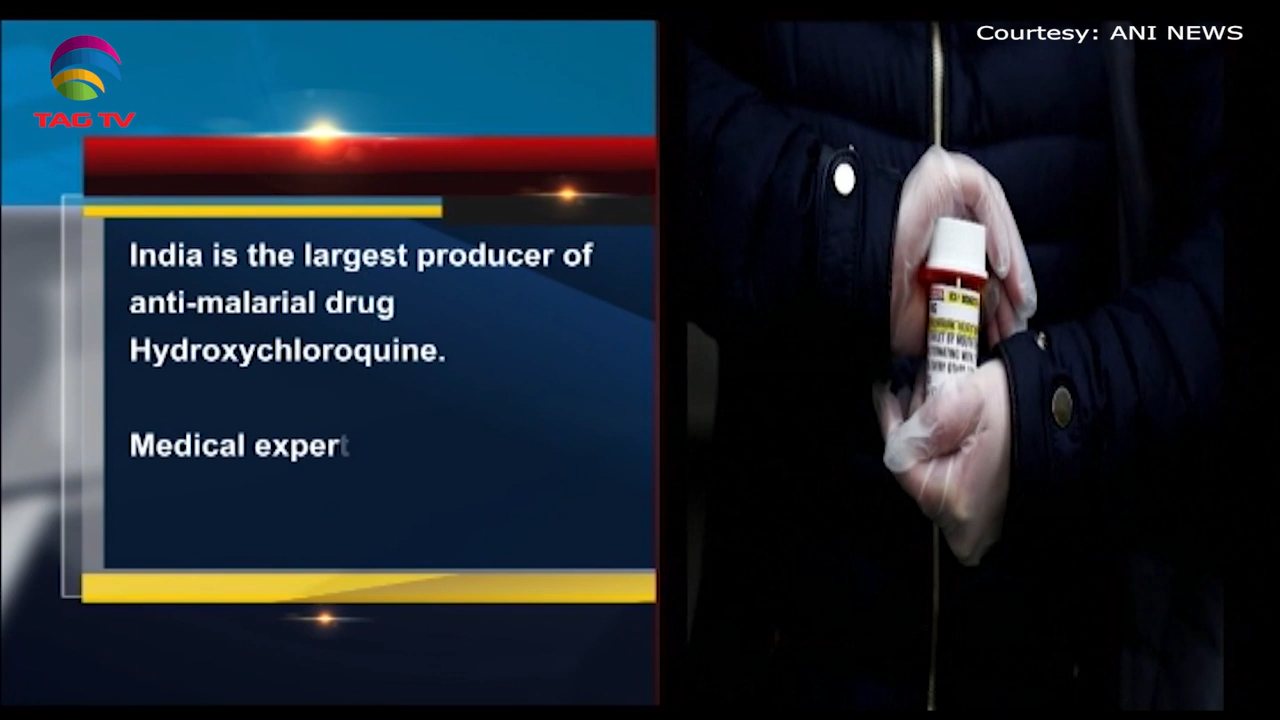 TAG TV
Courtesy: ANI NEWS
India is the largest producer of
anti-malarial drug
Hydroxychloroquine.
Medical expert